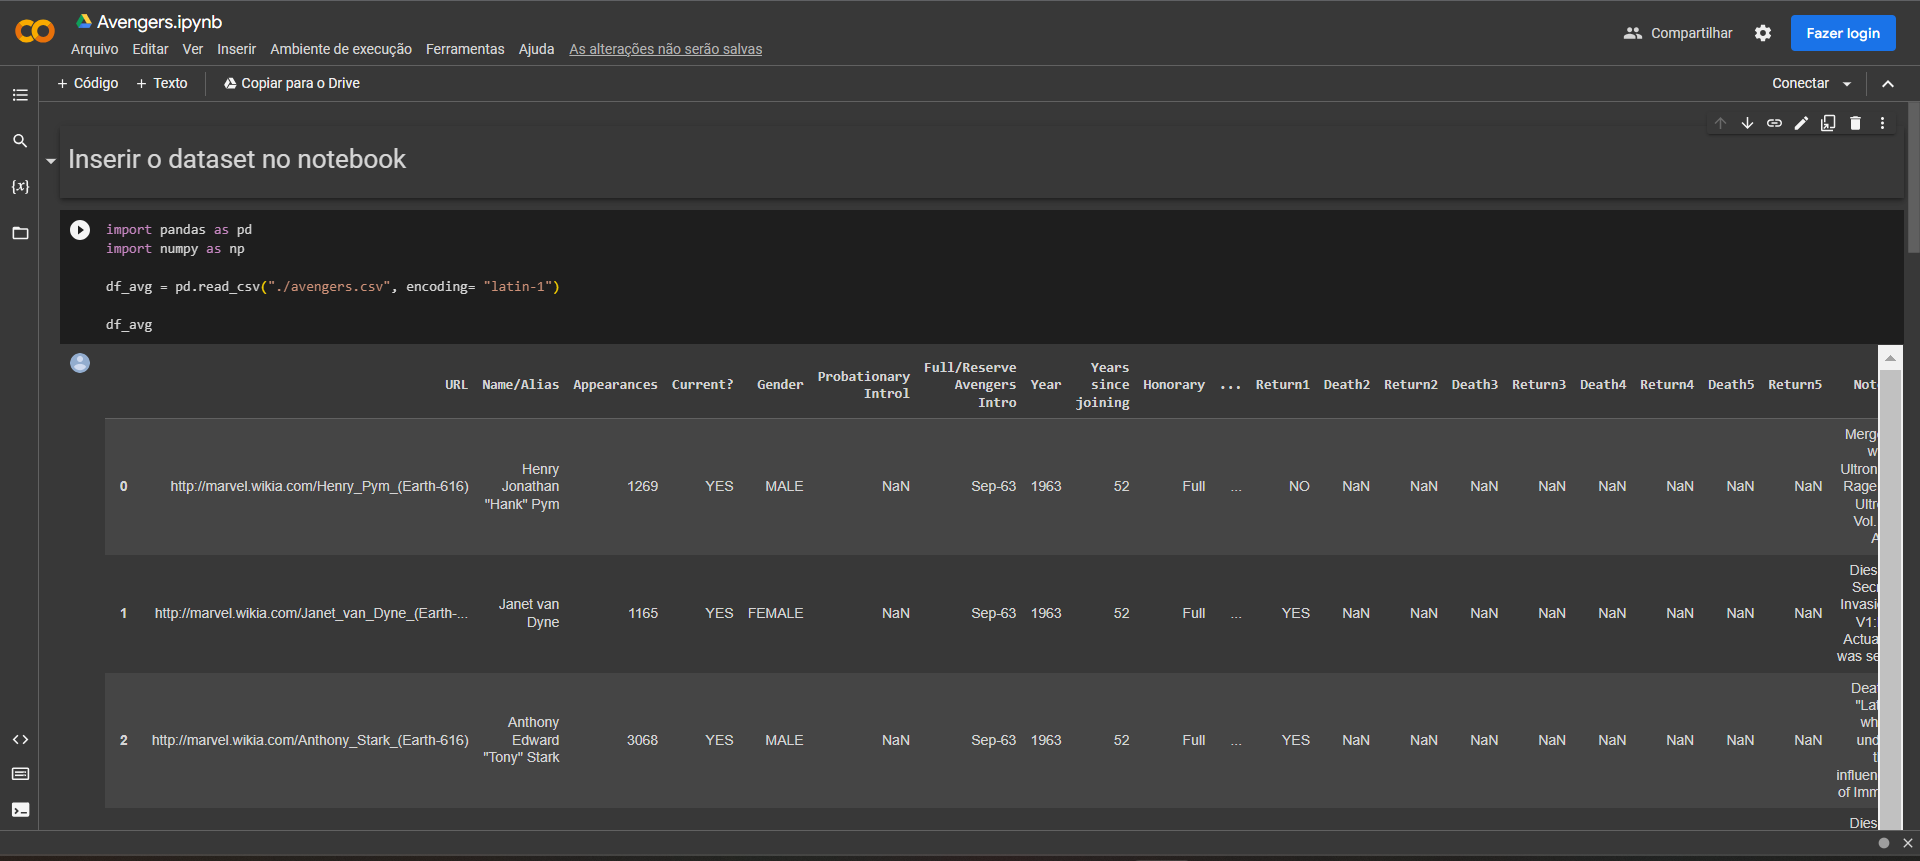 Avengers.ipynb
Arquivo Editar Ver Inserir Ambiente de execução Ferramentas Ajuda As alterações não serão salvas
Compartilhar
Fazer login
+ Código + Texto Copiar para o Drive
Conectar
Inserir o dataset no notebook
{x}
import pandas as pd
import numpy as np
df_avg = pd.read_csv("./avengers.csv", encoding= "latin-1")
df_avg
URL Name/Alias Appearances Current? Gender Probationary Introl Full/Reserve Avengers Intro Year Years since joining Honorary ... Return1 Death2 Return2 Death3 Return3 Death4 Return4 Death5 Return5 Not
0 http://marvel.wikia.com/Henry_Pym_(Earth-616) Henry Jonathan "Hank" Pym 1269 YES MALE NaN Sep-63 1963 52 Full ... NO NaN NaN NaN NaN NaN NaN NaN NaN Merg w Ultron Rage Ultr Vol. A
1 http://marvel.wikia.com/Janet_van_Dyne_(Earth-... Janet van Dyne 1165 YES FEMALE NaN Sep-63 1963 52 Full ... YES NaN NaN NaN NaN NaN NaN NaN NaN Dies Secr Invasi V1: Actua was se
2 http://marvel.wikia.com/Anthony_Stark_(Earth-616) Anthony Edward "Tony" Stark 3068 YES MALE NaN Sep-63 1963 52 Full ... YES NaN NaN NaN NaN NaN NaN NaN NaN Deat "Lat wh und t influen of Imm
Dies